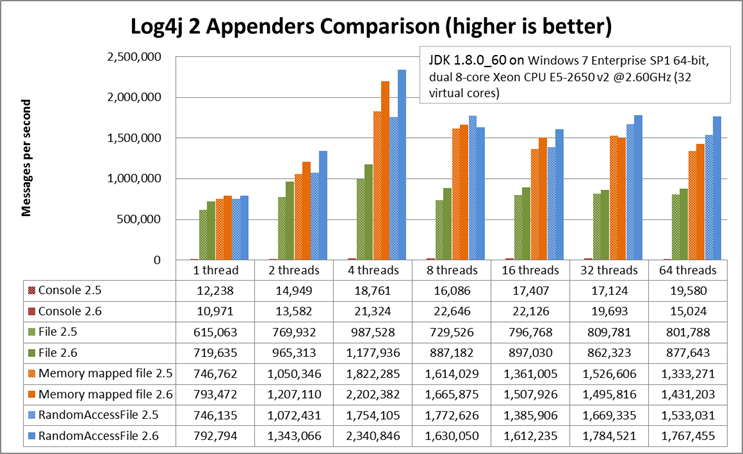 Log4j 2 Appenders Comparison (higher is better)
JDK 1.8.0_60 on Windows 7 Enterprise SP1 64-bit,
dual 8-core Xeon CPU E5-2650 v2 @2.60GHz (32
virtual cores)
Messages per second
2,500,000
2,000,000
1,500,000
1,000,000
500,000
0
1 thread 2 threads 4 threads 8 threads 16 threads 32 threads 64 threads
Console 2.5 12,238 14,949 18,761 16,086 17,407 17,124 19,580
Console 2.6 10,971 13,582 21,324 22,646 22,126 19,693 15,024
File 2.5 615,063 769,932 987,528 729,526 796,768 809,781 801,788
File 2.6 719,635 965,313 1,177,936 887,182 897,030 862,323 877,643
Memory mapped file 2.5 746,762 1,050,346 1,822,285 1,614,029 1,361,005 1,526,606 1,333,271
Memory mapped file 2.6 793,472 1,207,110 2,202,382 1,665,875 1,507,926 1,495,816 1,431,203
RandomAccessFile 2.5 746,135 1,072,431 1,754,105 1,772,626 1,385,906 1,669,335 1,533,031
RandomAccessFile 2.6 792,794 1,343,066 2,340,846 1,630,050 1,612,235 1,784,521 1,767,455